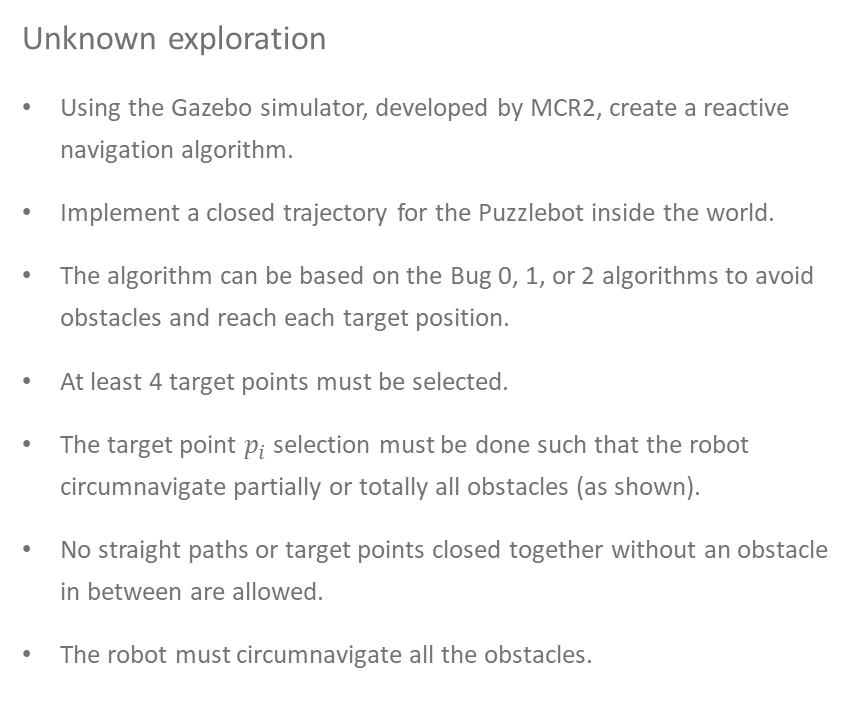 Unknown exploration
• Using the Gazebo simulator, developed by MCR2, create a reactive
navigation algorithm.
• Implement a closed trajectory for the Puzzlebot inside the world.
• The algorithm can be based on the Bug 0, 1, or 2 algorithms to avoid
obstacles and reach each target position.
• At least 4 target points must be selected.
• The target point pᵢ selection must be done such that the robot
circumnavigate partially or totally all obstacles (as shown).
• No straight paths or target points closed together without an obstacle
in between are allowed.
• The robot must circumnavigate all the obstacles.